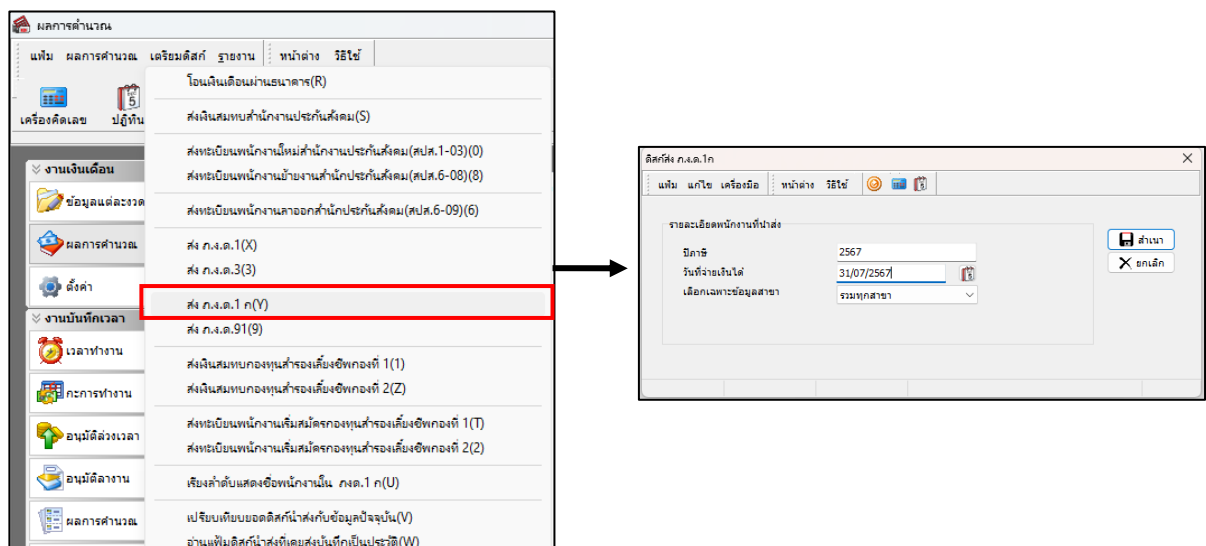 ผลการคำนวณ
แฟ้ม ผลการคำนวณ เตรียมดิสก์ รายงาน หน้าต่าง วิธีใช้
เครื่องคิดเลข ปฏิทิน
งานเงินเดือน
ข้อมูลแต่ละงวด
ผลการคำนวณ
ตั้งค่า
งานบันทึกเวลา
เวลาทำงาน
กะการทำงาน
อนุมัติล่วงเวลา
อนุมัติลางาน
ผลการคำนวณ
โอนเงินเดือนผ่านธนาคาร(R)
ส่งเงินสมทบสำนักงานประกันสังคม(S)
ส่งทะเบียนพนักงานใหม่สำนักงานประกันสังคม(สปส.1-03)(0)
ส่งทะเบียนพนักงานย้ายงานสำนักประกันสังคม(สปส.6-08)(8)
ส่งทะเบียนพนักงานลาออกสำนักประกันสังคม(สปส.6-09)(6)
ส่ง ภ.ง.ด.1(X)
ส่ง ภ.ง.ด.3(3)
ส่ง ภ.ง.ด.1 ก(Y)
ส่ง ภ.ง.ด.91(9)
ส่งเงินสมทบกองทุนสำรองเลี้ยงชีพกองที่ 1(1)
ส่งเงินสมทบกองทุนสำรองเลี้ยงชีพกองที่ 2(Z)
ส่งทะเบียนพนักงานเริ่มสมัครกองทุนสำรองเลี้ยงชีพกองที่ 1(T)
ส่งทะเบียนพนักงานเริ่มสมัครกองทุนสำรองเลี้ยงชีพกองที่ 2(2)
เรียงลำดับแสดงชื่อพนักงานใน ภงด.1 ก(U)
เปรียบเทียบยอดดิสก์นำส่งกับข้อมูลปัจจุบัน(V)
อ่านแฟ้มดิสก์นำส่งที่เคยส่งบันทึกเป็นประวัติ(W)
ดิสก์ส่ง ภ.ง.ด.1ก
แฟ้ม แก้ไข เครื่องมือ หน้าต่าง วิธีใช้
รายละเอียดพนักงานที่นำส่ง
ปีภาษี 2567
วันที่จ่ายเงินได้ 31/07/2567
เลือกเฉพาะข้อมูลสาขา รวมทุกสาขา
สำเนา
ยกเลิก